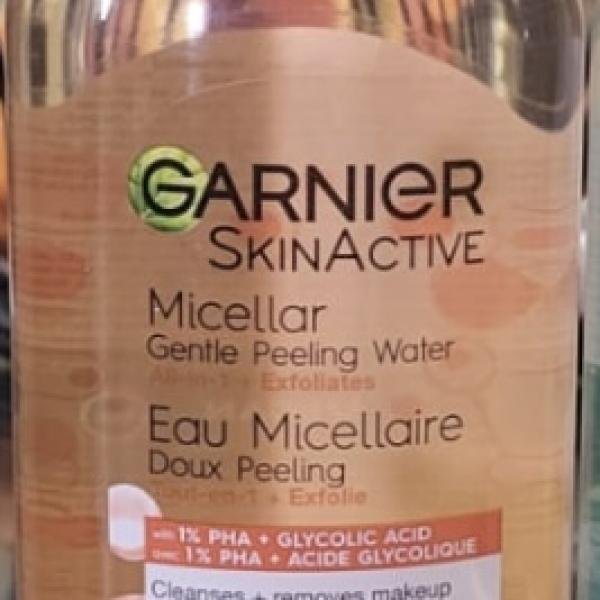 GARNIER
SKINACTIVE
Micellar
Gentle Peeling Water
All-in-1 + Exfoliates
Eau Micellaire
Doux Peeling
Tout-en-1 + Exfolie
with 1% PHA + GLYCOLIC ACID
avec 1% PHA + ACIDE GLYCOLIQUE
Cleanses + removes makeup